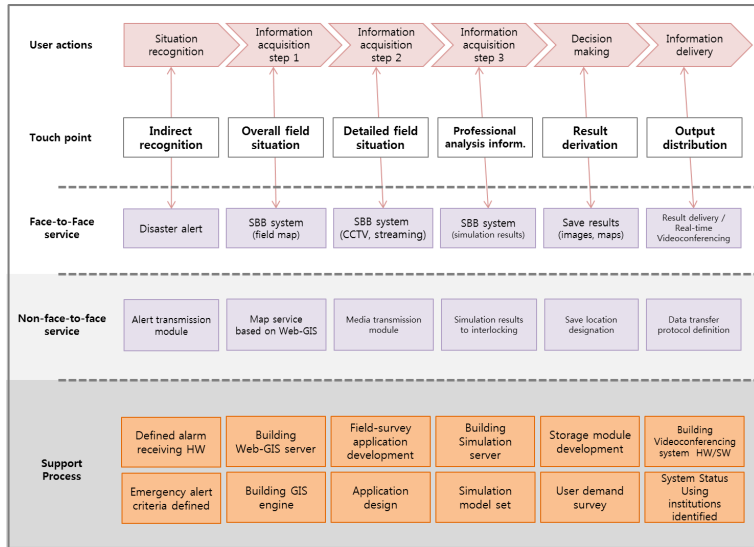 User actions
Situation
recognition
Information
acquisition
step 1
Information
acquisition
step 2
Information
acquisition
step 3
Decision
making
Information
delivery
Touch point
Indirect
recognition
Overall field
situation
Detailed field
situation
Professional
analysis inform.
Result
derivation
Output
distribution
Face-to-Face
service
Disaster alert
SBB system
(field map)
SBB system
(CCTV, streaming)
SBB system
(simulation results)
Save results
(images, maps)
Result delivery /
Real-time
Videoconferencing
Non-face-to-face
service
Alert transmission
module
Map service
based on Web-GIS
Media transmission
module
Simulation results
to interlocking
Save location
designation
Data transfer
protocol definition
Support
Process
Defined alarm
receiving HW
Building
Web-GIS server
Field-survey
application
development
Building
Simulation
server
Storage module
development
Building
Videoconferencing
system HW/SW
Emergency alert
criteria defined
Building GIS
engine
Application
design
Simulation
model set
User demand
survey
System Status
Using
institutions
identified